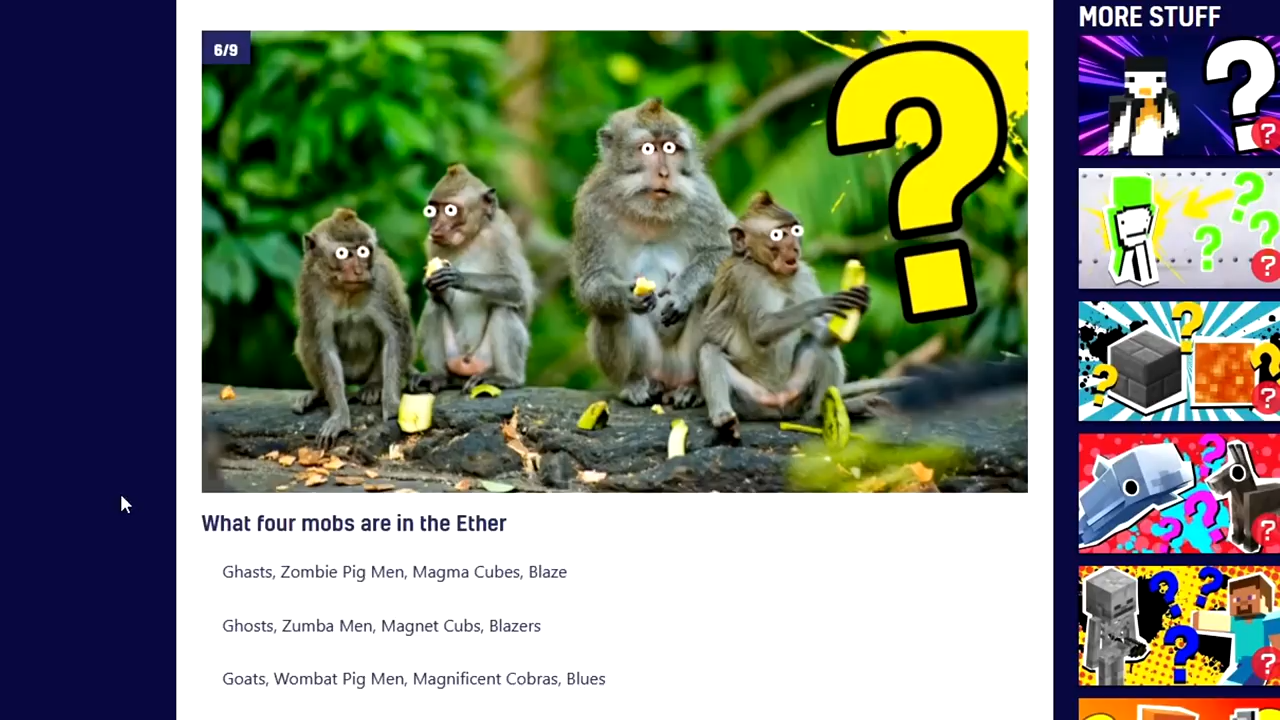 MORE STUFF
6/9
What four mobs are in the Ether
Ghasts, Zombie Pig Men, Magma Cubes, Blaze
Ghosts, Zumba Men, Magnet Cubs, Blazers
Goats, Wombat Pig Men, Magnificent Cobras, Blues